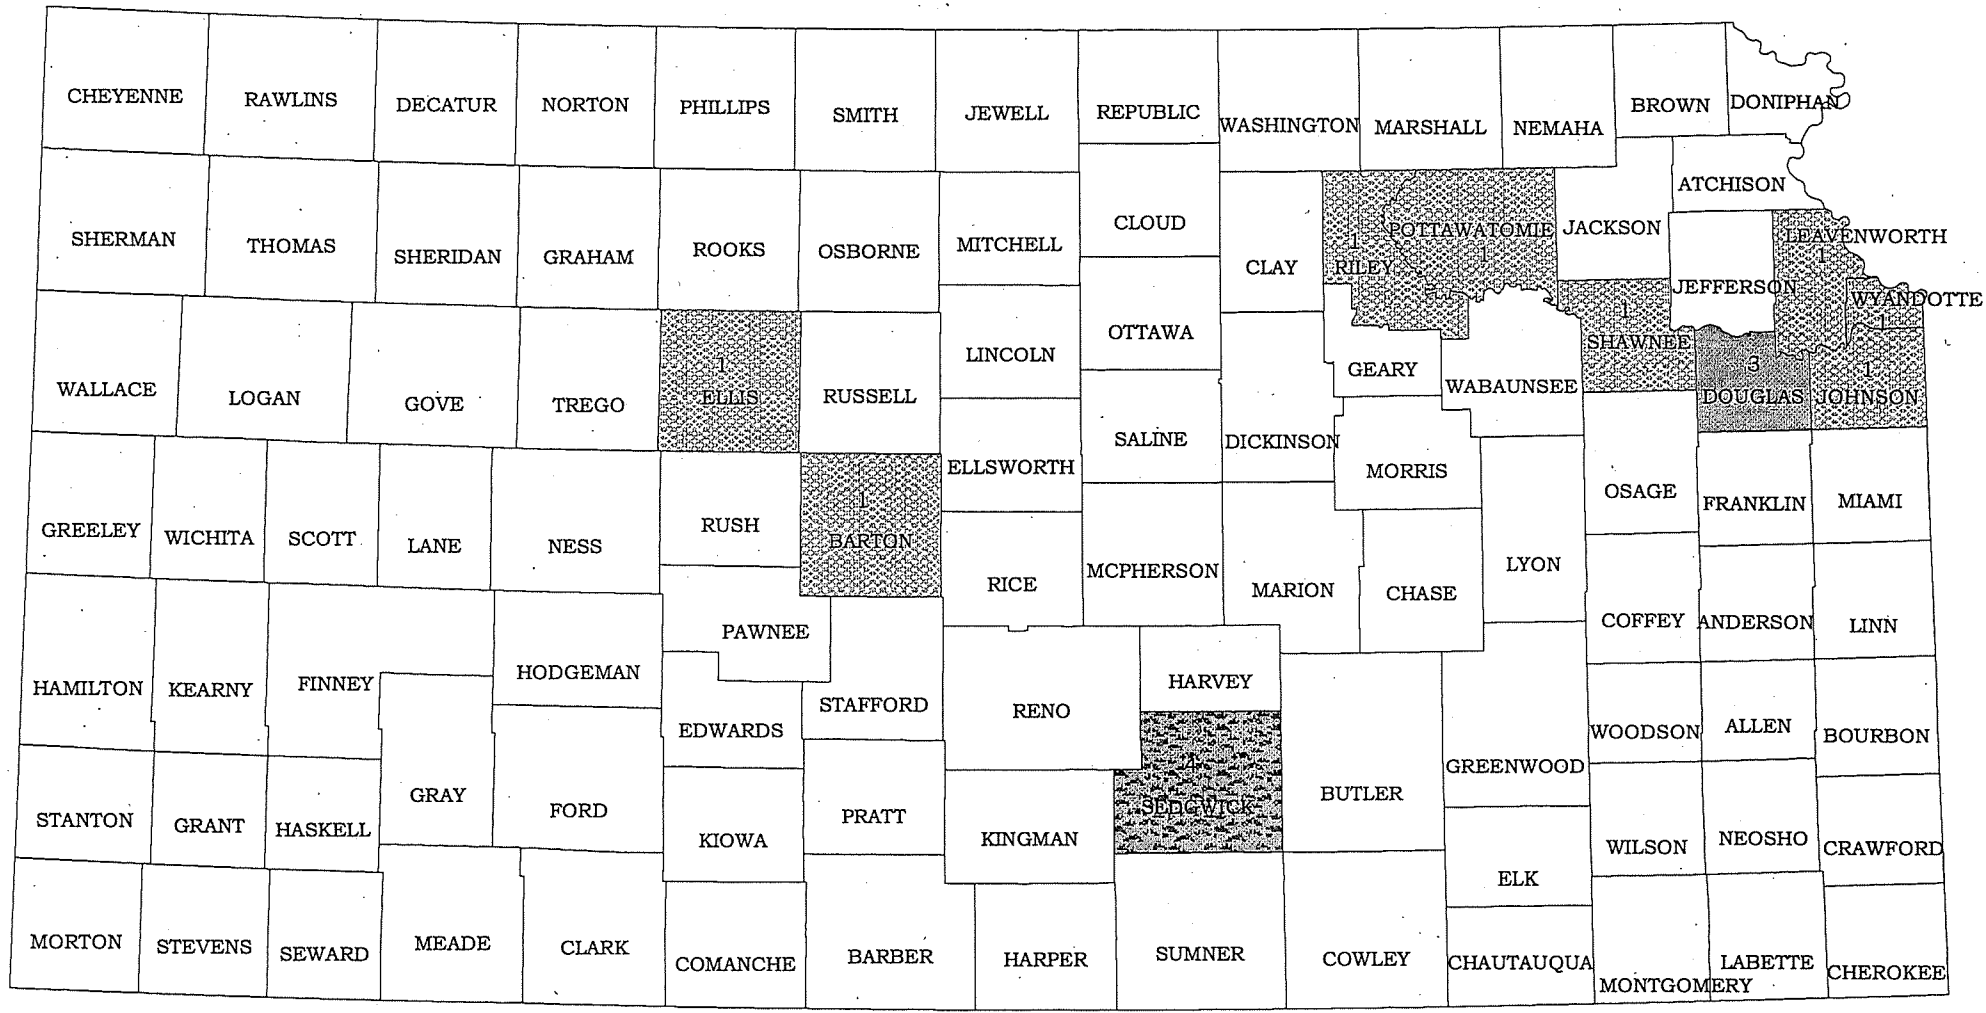 CHEYENNE
RAWLINS
DECATUR
NORTON
PHILLIPS
SMITH
JEWELL
REPUBLIC
WASHINGTON
MARSHALL
NEMAHA
BROWN
DONIPHAN
SHERMAN
THOMAS
SHERIDAN
GRAHAM
ROOKS
OSBORNE
MITCHELL
CLOUD
CLAY
1
RILEY
POTTAWATOMIE
1
JACKSON
ATCHISON
JEFFERSON
LEAVENWORTH
1
WYANDOTTE
1
WALLACE
LOGAN
GOVE
TREGO
1
ELLIS
RUSSELL
LINCOLN
OTTAWA
SALINE
DICKINSON
GEARY
WABAUNSEE
1
SHAWNEE
3
DOUGLAS
1
JOHNSON
GREELEY
WICHITA
SCOTT
LANE
NESS
RUSH
1
BARTON
ELLSWORTH
RICE
MCPHERSON
MARION
MORRIS
CHASE
LYON
OSAGE
FRANKLIN
MIAMI
HAMILTON
KEARNY
FINNEY
HODGEMAN
PAWNEE
EDWARDS
STAFFORD
RENO
HARVEY
COFFEY
ANDERSON
LINN
4
SEDGWICK
BUTLER
GREENWOOD
WOODSON
ALLEN
BOURBON
STANTON
GRANT
HASKELL
GRAY
FORD
KIOWA
PRATT
KINGMAN
ELK
WILSON
NEOSHO
CRAWFORD
MORTON
STEVENS
SEWARD
MEADE
CLARK
COMANCHE
BARBER
HARPER
SUMNER
COWLEY
CHAUTAUQUA
MONTGOMERY
LABETTE
CHEROKEE